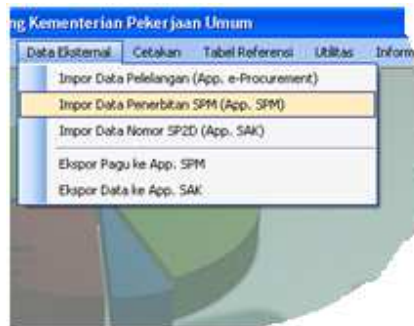 ng Kementerian Pekerjaan Umum
Data Eksternal Cetakan Tabel Referensi Utilitas Inform
Impor Data Pelelangan (App. e-Procurement)
Impor Data Penerbitan SPM (App. SPM)
Impor Data Nomor SP2D (App. SAK)
Ekspor Pagu ke App. SPM
Ekspor Data ke App. SAK